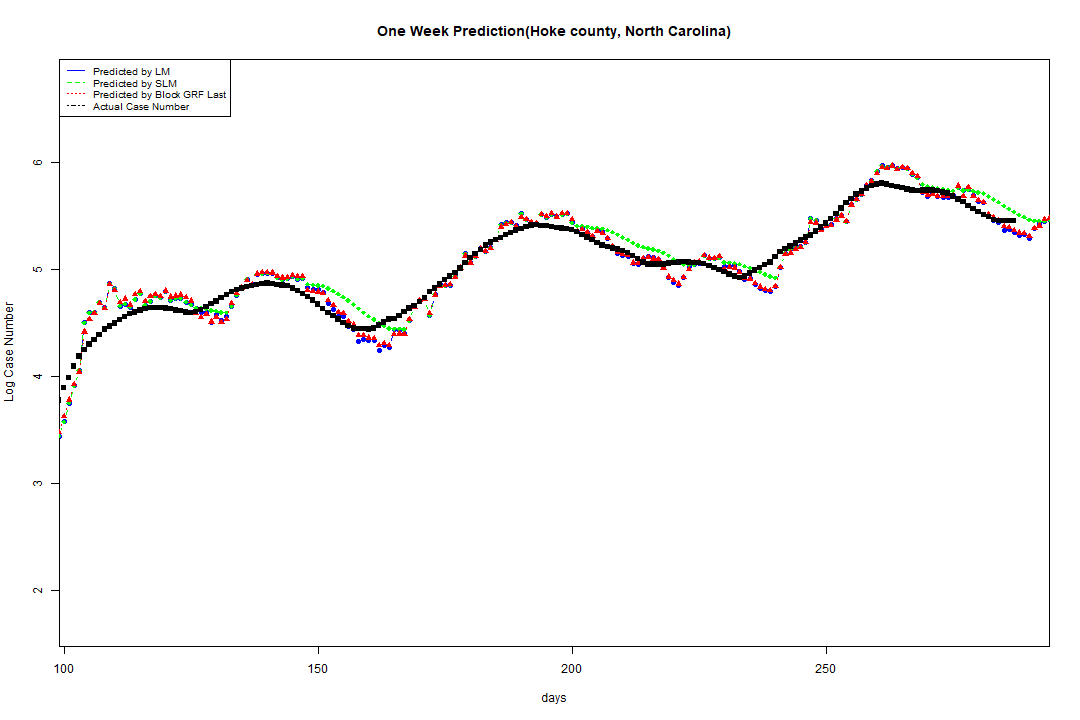 One Week Prediction(Hoke county, North Carolina)
Predicted by LM
Predicted by SLM
Predicted by Block GRF Last
Actual Case Number
6
5
4
3
2
Log Case Number
100 150 200 250
days